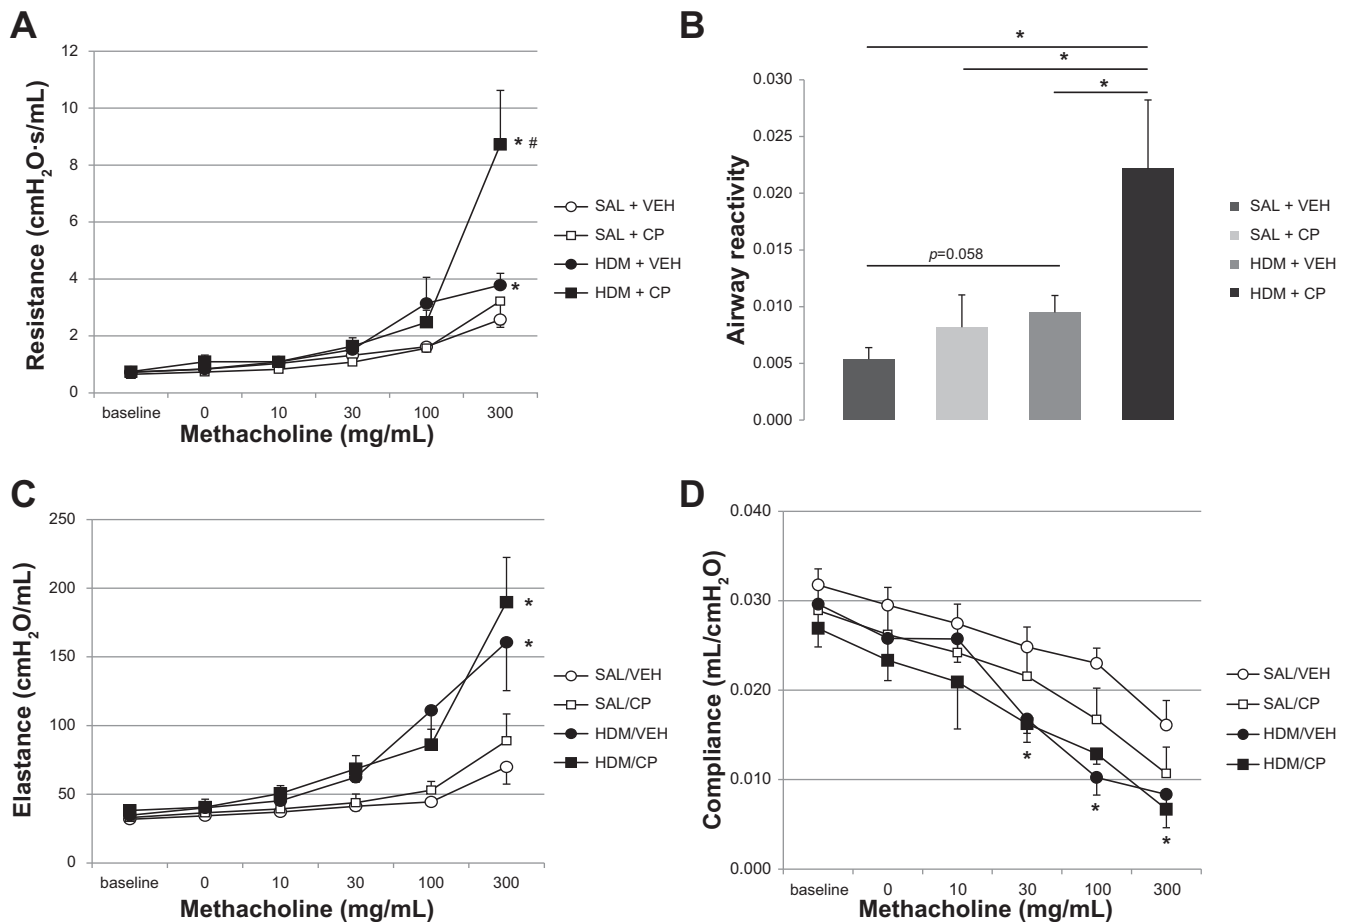 A
12
10
8
6
4
2
0
Resistance (cmH2O·s/mL)
* #
*
baseline 0 10 30 100 300
Methacholine (mg/mL)
SAL + VEH
SAL + CP
HDM + VEH
HDM + CP
B
*
*
*
0.030
0.025
0.020
0.015
0.010
0.005
0.000
Airway reactivity
p=0.058
SAL + VEH
SAL + CP
HDM + VEH
HDM + CP
C
250
200
150
100
50
0
Elastance (cmH2O/mL)
*
*
baseline 0 10 30 100 300
Methacholine (mg/mL)
SAL/VEH
SAL/CP
HDM/VEH
HDM/CP
D
0.040
0.030
0.020
0.010
0.000
Compliance (mL/cmH2O)
*
*
*
baseline 0 10 30 100 300
Methacholine (mg/mL)
SAL/VEH
SAL/CP
HDM/VEH
HDM/CP